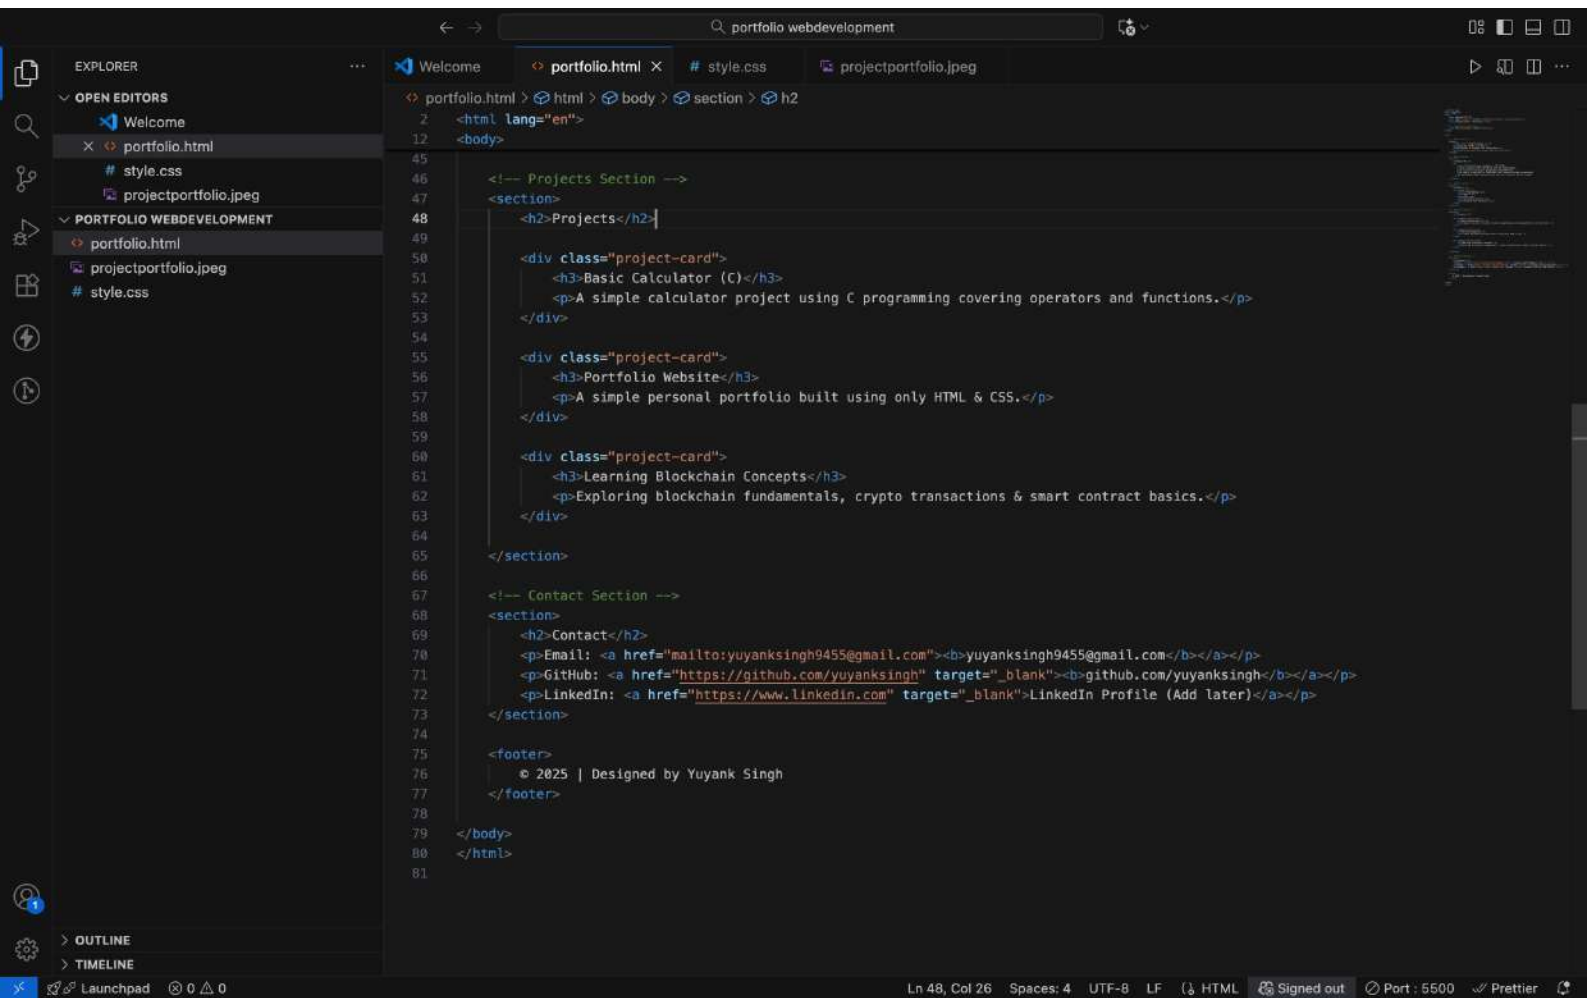 portfolio webdevelopment
EXPLORER
OPEN EDITORS
Welcome
portfolio.html
style.css
projectportfolio.jpeg
PORTFOLIO WEBDEVELOPMENT
portfolio.html
projectportfolio.jpeg
style.css
OUTLINE
TIMELINE
Welcome
portfolio.html
style.css
projectportfolio.jpeg
portfolio.html > html > body > section > h2
2 <html lang="en">
12 <body>
45
46 <!-- Projects Section -->
47 <section>
48 <h2>Projects</h2>
49
50 <div class="project-card">
51 <h3>Basic Calculator (C)</h3>
52 <p>A simple calculator project using C programming covering operators and functions.</p>
53 </div>
54
55 <div class="project-card">
56 <h3>Portfolio Website</h3>
57 <p>A simple personal portfolio built using only HTML & CSS.</p>
58 </div>
59
60 <div class="project-card">
61 <h3>Learning Blockchain Concepts</h3>
62 <p>Exploring blockchain fundamentals, crypto transactions & smart contract basics.</p>
63 </div>
64
65 </section>
66
67 <!-- Contact Section -->
68 <section>
69 <h2>Contact</h2>
70 <p>Email: <a href="mailto:yuyanksingh9455@gmail.com"><b>yuyanksingh9455@gmail.com</b></a></p>
71 <p>GitHub: <a href="https://github.com/yuyanksingh" target="_blank"><b>github.com/yuyanksingh</b></a></p>
72 <p>LinkedIn: <a href="https://www.linkedin.com" target="_blank">LinkedIn Profile (Add later)</a></p>
73 </section>
74
75 <footer>
76 © 2025 | Designed by Yuyank Singh
77 </footer>
78
79 </body>
80 </html>
81
1
Launchpad 0 0 Ln 48, Col 26 Spaces: 4 UTF-8 LF HTML Signed out Port : 5500 Prettier